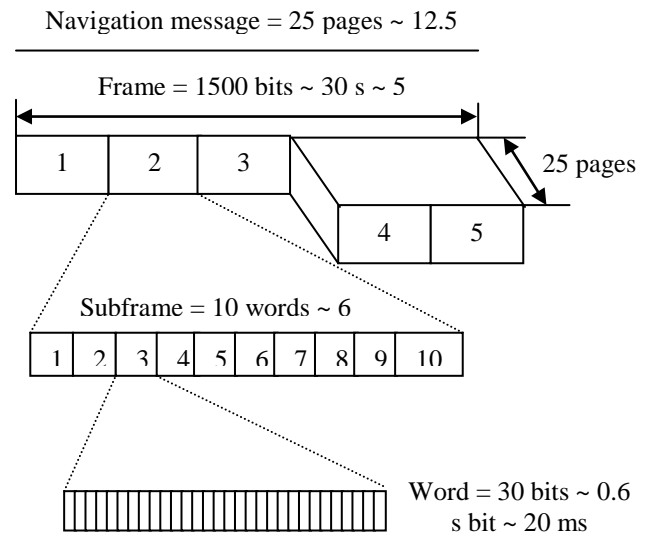 Navigation message = 25 pages ~ 12.5
Frame = 1500 bits ~ 30 s ~ 5
1 2 3
25 pages
4 5
Subframe = 10 words ~ 6
1 2 3 4 5 6 7 8 9 10
Word = 30 bits ~ 0.6
s bit ~ 20 ms